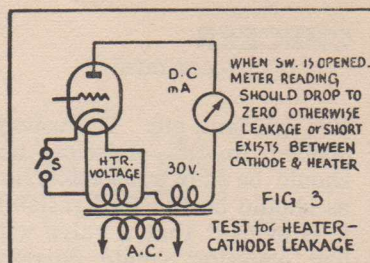 D.C
mA
WHEN SW. IS OPENED.
METER READING
SHOULD DROP TO
ZERO OTHERWISE
LEAKAGE or SHORT
EXISTS BETWEEN
CATHODE & HEATER
S
HTR.
VOLTAGE
30V.
FIG 3
TEST for HEATER-
CATHODE LEAKAGE
A.C.